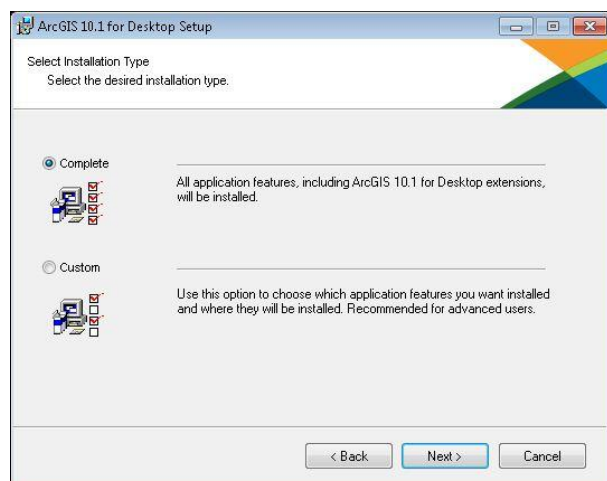 ArcGIS 10.1 for Desktop Setup
Select Installation Type
Select the desired installation type.
Complete
All application features, including ArcGIS 10.1 for Desktop extensions,
will be installed.
Custom
Use this option to choose which application features you want installed
and where they will be installed. Recommended for advanced users.
< Back
Next >
Cancel